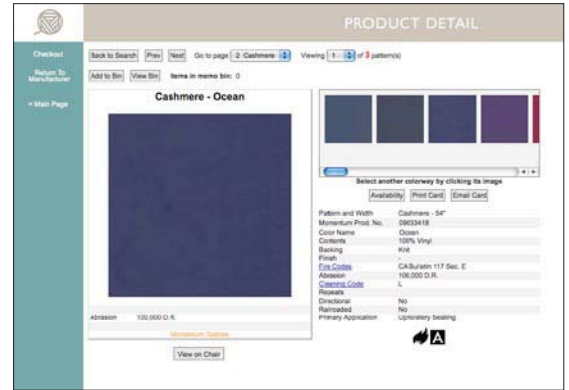 PRODUCT DETAIL
Checkout
Return To
Manufacturer
Main Page
Back to Search Prev Next Go to page 2 Cashmere Viewing 1 of 3 pattern(s)
Add to Bin View Bin Items in memo bin: 0
Cashmere - Ocean
Abrasion 100,000 D.R.
Momentum Textiles
View on Chair
Select another colorway by clicking its image
Availability Print Card Email Card
Pattern and Width Cashmere - 54"
Momentum Prod. No. 09033418
Color Name Ocean
Contents 100% Vinyl
Backing Knit
Finish -
Fire Codes CA Bulletin 117 Sec. E
Abrasion 100,000 D.R.
Cleaning Code L
Repeats
Directional No
Railroaded No
Primary Application Upholstery Seating
A